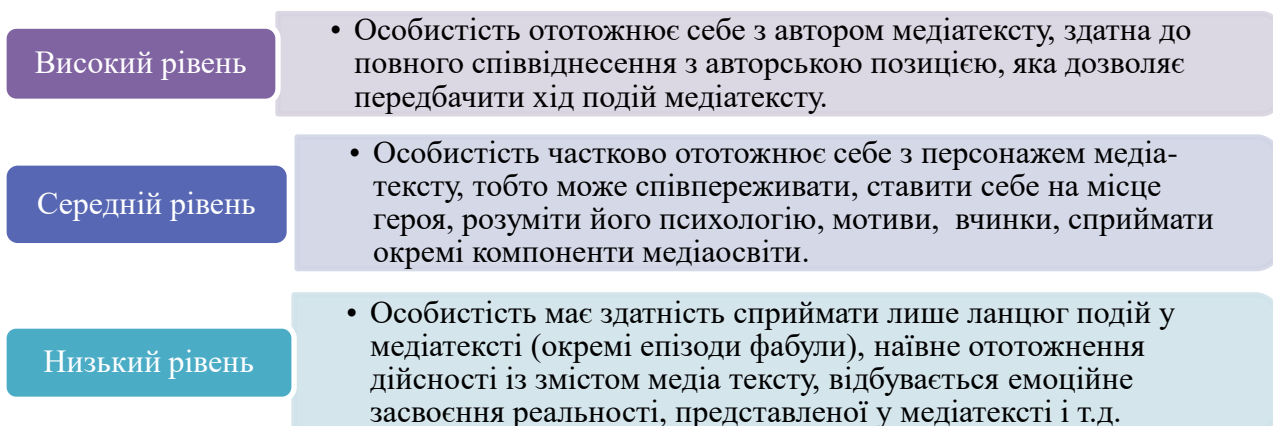 Високий рівень
• Особистість ототожнює себе з автором медіатексту, здатна до
повного співвіднесення з авторською позицією, яка дозволяє
передбачити хід подій медіатексту.
Середній рівень
• Особистість частково ототожнює себе з персонажем медіа-
тексту, тобто може співпереживати, ставити себе на місце
героя, розуміти його психологію, мотиви, вчинки, сприймати
окремі компоненти медіаосвіти.
Низький рівень
• Особистість має здатність сприймати лише ланцюг подій у
медіатексті (окремі епізоди фабули), наївне ототожнення
дійсності із змістом медіа тексту, відбувається емоційне
засвоєння реальності, представленої у медіатексті і т.д.